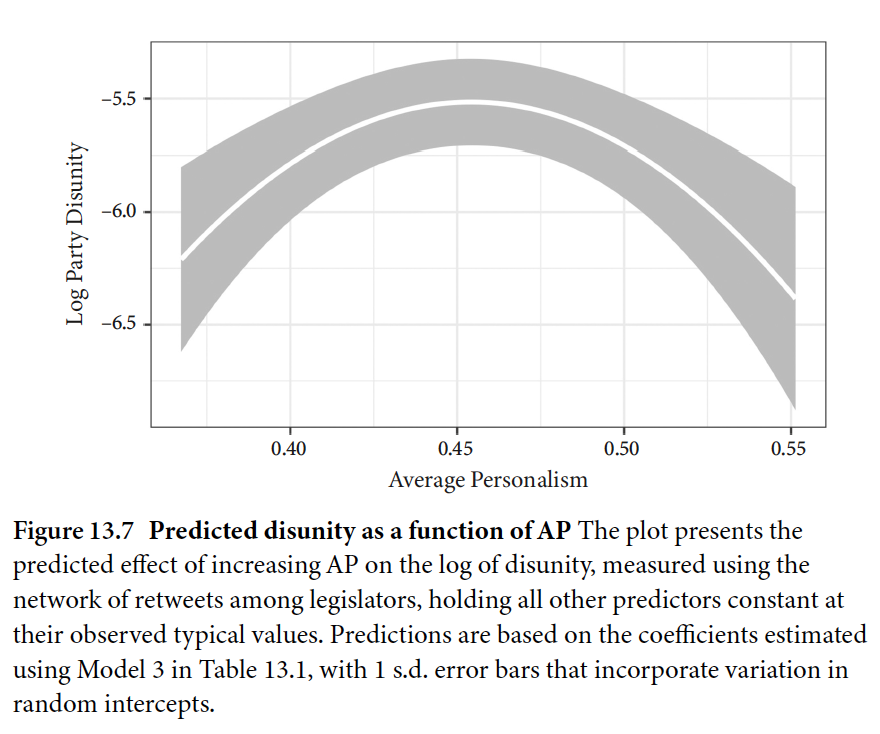 −5.5
−6.0
−6.5
Log Party Disunity
0.40 0.45 0.50 0.55
Average Personalism
Figure 13.7 Predicted disunity as a function of AP The plot presents the
predicted effect of increasing AP on the log of disunity, measured using the
network of retweets among legislators, holding all other predictors constant at
their observed typical values. Predictions are based on the coefficients estimated
using Model 3 in Table 13.1, with 1 s.d. error bars that incorporate variation in
random intercepts.